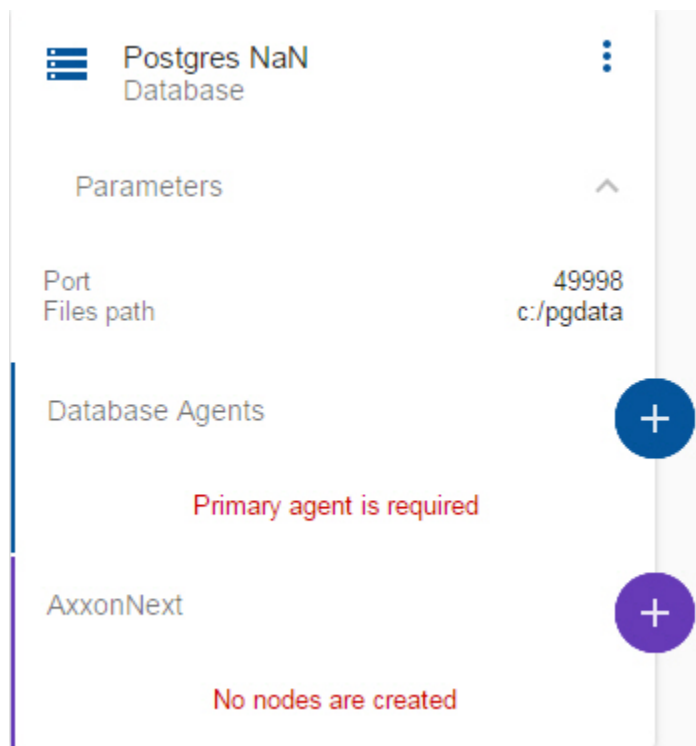 Postgres NaN
Database
Parameters
Port 49998
Files path c:/pgdata
Database Agents
Primary agent is required
AxxonNext
No nodes are created